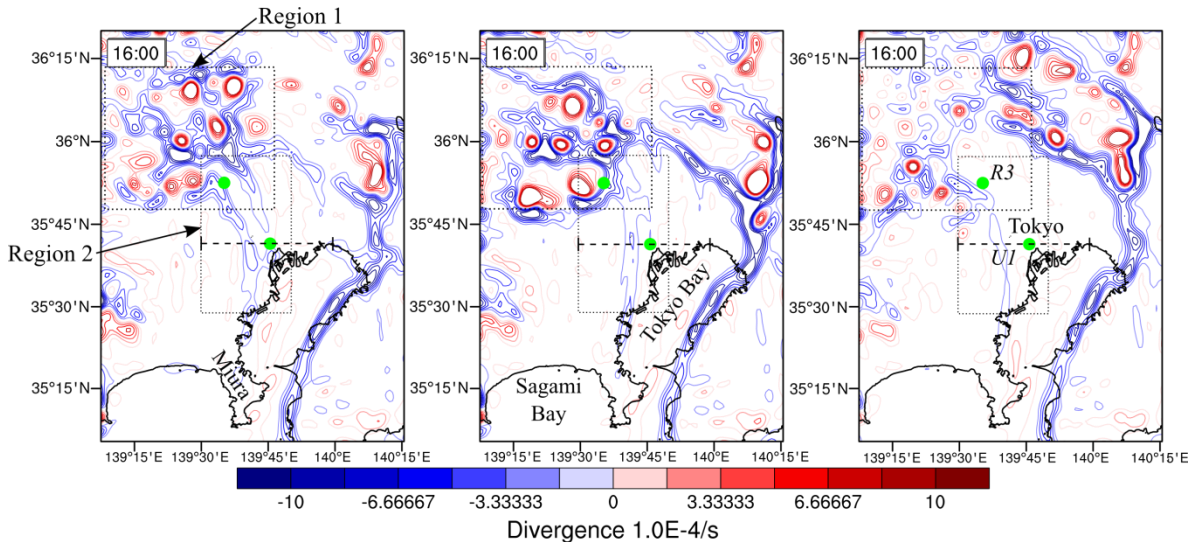 Region 1
16:00
16:00
16:00
36°15'N
36°N
35°45'N
35°30'N
35°15'N
36°15'N
36°N
35°45'N
35°30'N
35°15'N
36°15'N
36°N
35°45'N
35°30'N
35°15'N
Region 2
Miura
Tokyo Bay
Sagami
Bay
R3
Tokyo
U1
139°15'E 139°30'E 139°45'E 140°E 140°15'E
139°15'E 139°30'E 139°45'E 140°E 140°15'E
139°15'E 139°30'E 139°45'E 140°E 140°15'E
-10 -6.66667 -3.33333 0 3.33333 6.66667 10
Divergence 1.0E-4/s